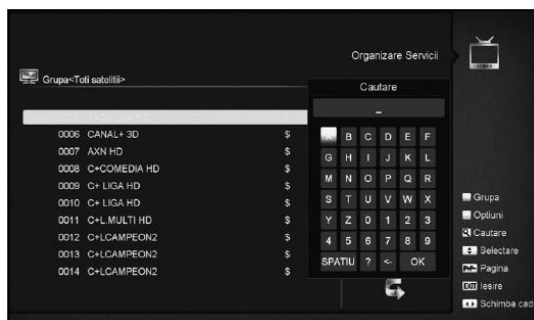 Organizare Servicii
Grupa<Toti satelitii>
Cautare
_
0006 CANAL+ 3D $
0007 AXN HD $
0008 C+COMEDIA HD $
0009 C+ LIGA HD $
0010 C+ LIGA HD $
0011 C+L.MULTI HD $
0012 C+LCAMPEON2 $
0013 C+LCAMPEON2 $
0014 C+LCAMPEON2 $
A B C D E F
G H I J K L
M N O P Q R
S T U V W X
Y Z 0 1 2 3
4 5 6 7 8 9
SPATIU ? <- OK
Grupa
Optiuni
Cautare
Selectare
Pagina
EXIT Iesire
Schimba cad